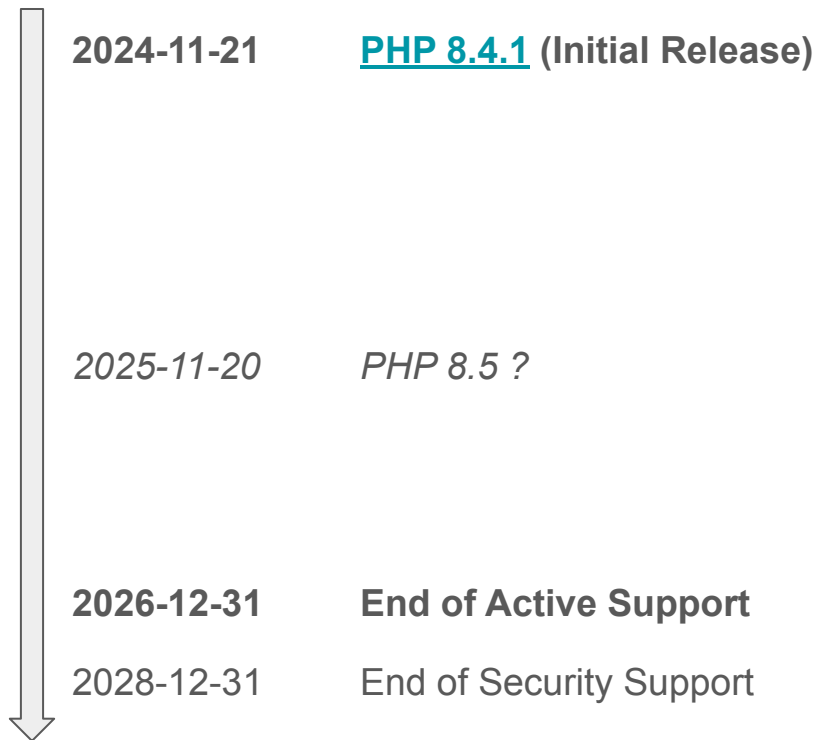 2024-11-21 PHP 8.4.1 (Initial Release)
2025-11-20 PHP 8.5 ?
2026-12-31 End of Active Support
2028-12-31 End of Security Support